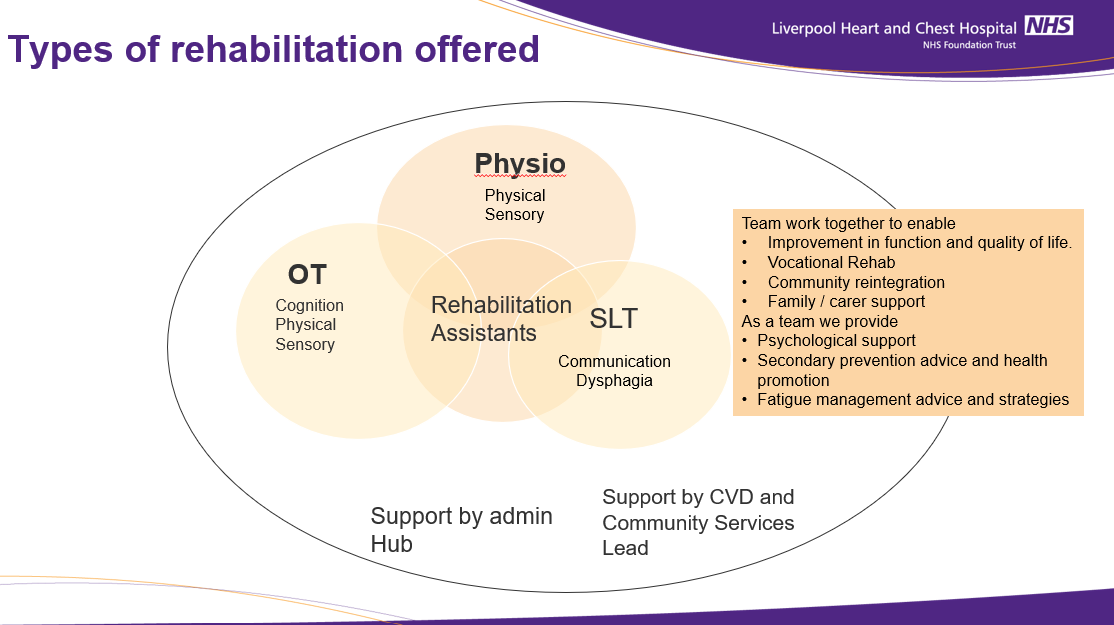 Types of rehabilitation offered
Liverpool Heart and Chest Hospital NHS
NHS Foundation Trust
Physio
Physical
Sensory
OT
Cognition
Physical
Sensory
Rehabilitation
Assistants
SLT
Communication
Dysphagia
Team work together to enable
• Improvement in function and quality of life.
• Vocational Rehab
• Community reintegration
• Family / carer support
As a team we provide
• Psychological support
• Secondary prevention advice and health
promotion
• Fatigue management advice and strategies
Support by admin
Hub
Support by CVD and
Community Services
Lead